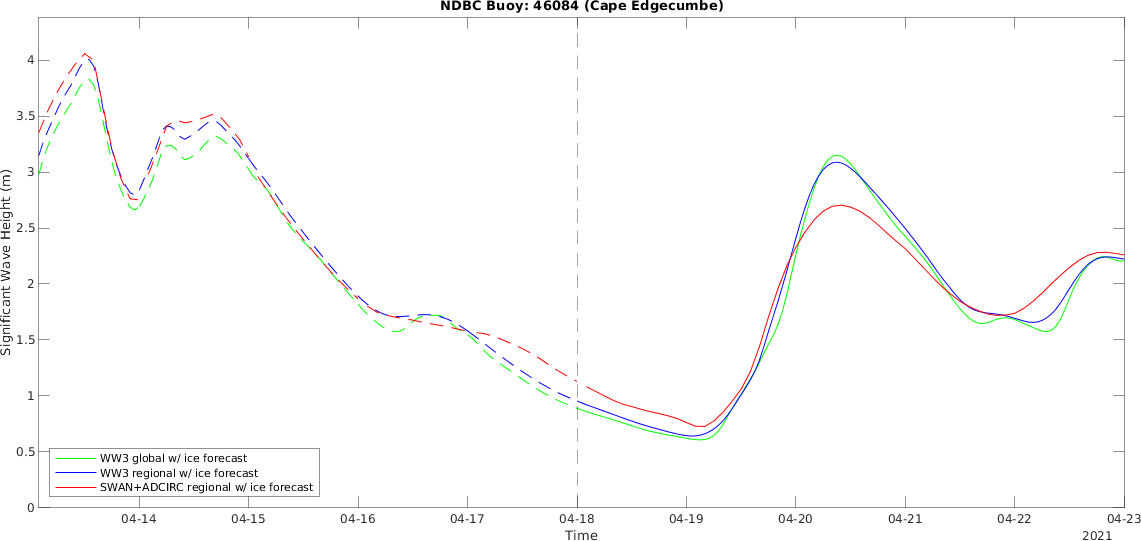 NDBC Buoy: 46084 (Cape Edgecumbe)
Significant Wave Height (m)
4
3.5
3
2.5
2
1.5
1
0.5
0
WW3 global w/ ice forecast
WW3 regional w/ ice forecast
SWAN+ADCIRC regional w/ ice forecast
04-14 04-15 04-16 04-17 04-18 04-19 04-20 04-21 04-22 04-23
Time
2021